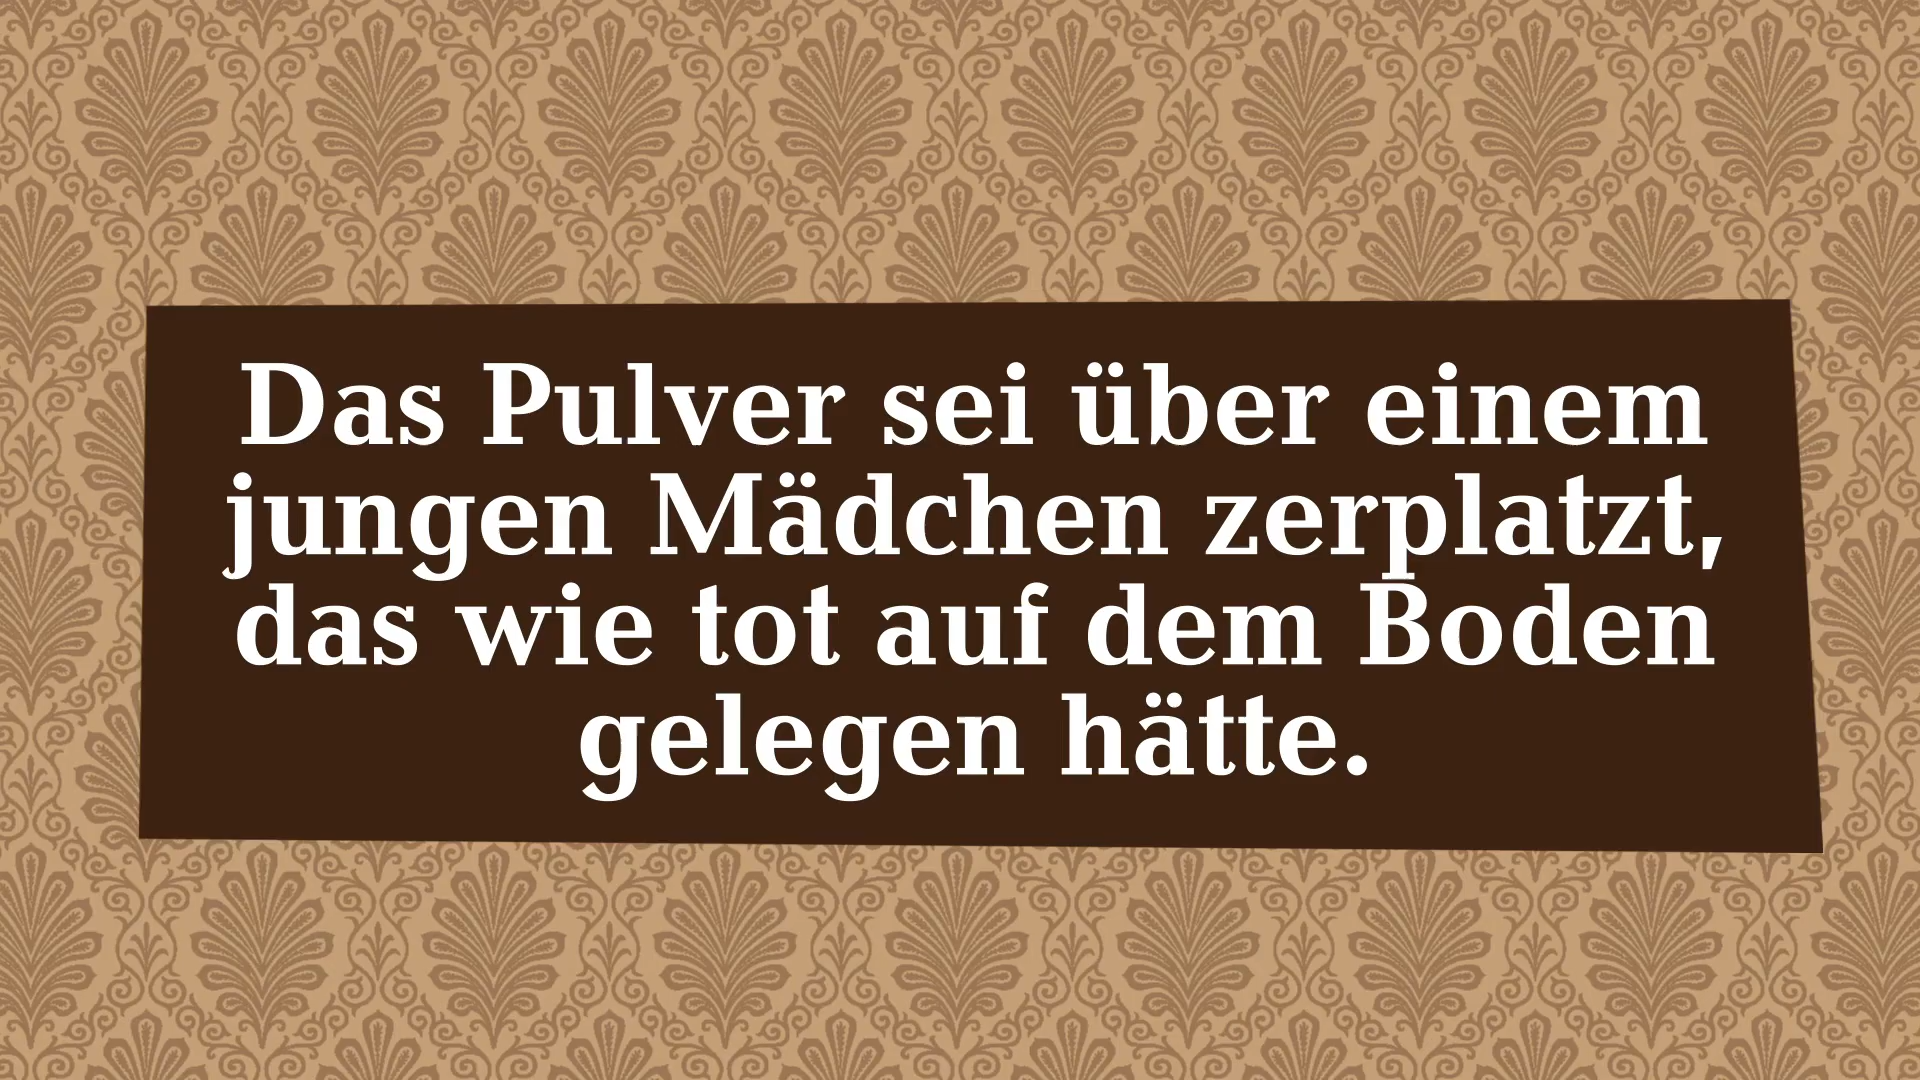 Das Pulver sei über einem
jungen Mädchen zerplatzt,
das wie tot auf dem Boden
gelegen hätte.